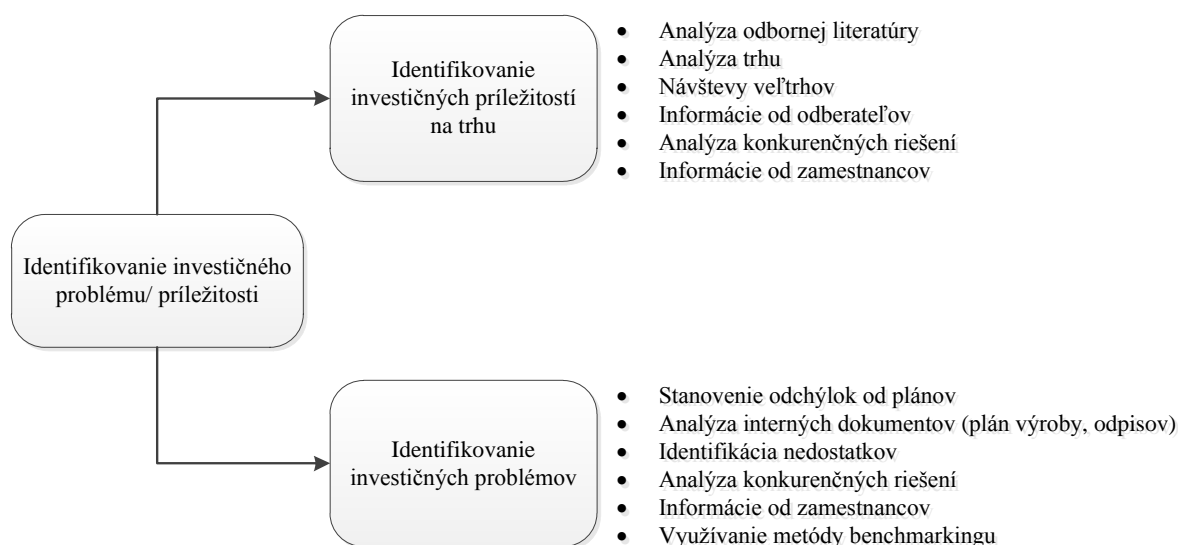 Identifikovanie
investičných príležitostí
na trhu
• Analýza odbornej literatúry
• Analýza trhu
• Návštevy veľtrhov
• Informácie od odberateľov
• Analýza konkurenčných riešení
• Informácie od zamestnancov
Identifikovanie investičného
problému/ príležitosti
Identifikovanie
investičných problémov
• Stanovenie odchýlok od plánov
• Analýza interných dokumentov (plán výroby, odpisov)
• Identifikácia nedostatkov
• Analýza konkurenčných riešení
• Informácie od zamestnancov
• Využívanie metódy benchmarkingu